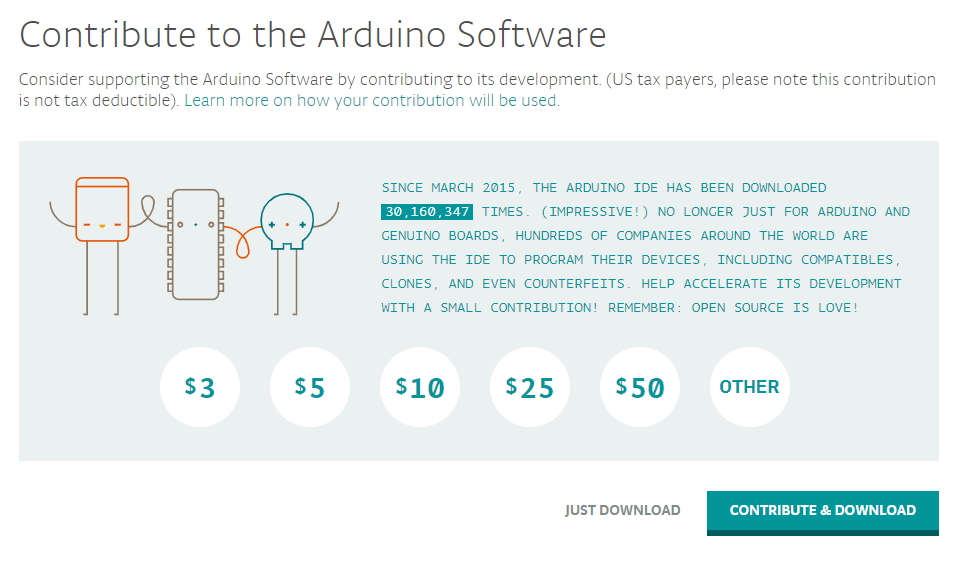 Contribute to the Arduino Software
Consider supporting the Arduino Software by contributing to its development. (US tax payers, please note this contribution
is not tax deductible). Learn more on how your contribution will be used.
SINCE MARCH 2015, THE ARDUINO IDE HAS BEEN DOWNLOADED
30,160,347 TIMES. (IMPRESSIVE!) NO LONGER JUST FOR ARDUINO AND
GENUINO BOARDS, HUNDREDS OF COMPANIES AROUND THE WORLD ARE
USING THE IDE TO PROGRAM THEIR DEVICES, INCLUDING COMPATIBLES,
CLONES, AND EVEN COUNTERFEITS. HELP ACCELERATE ITS DEVELOPMENT
WITH A SMALL CONTRIBUTION! REMEMBER: OPEN SOURCE IS LOVE!
$3 $5 $10 $25 $50 OTHER
JUST DOWNLOAD CONTRIBUTE & DOWNLOAD